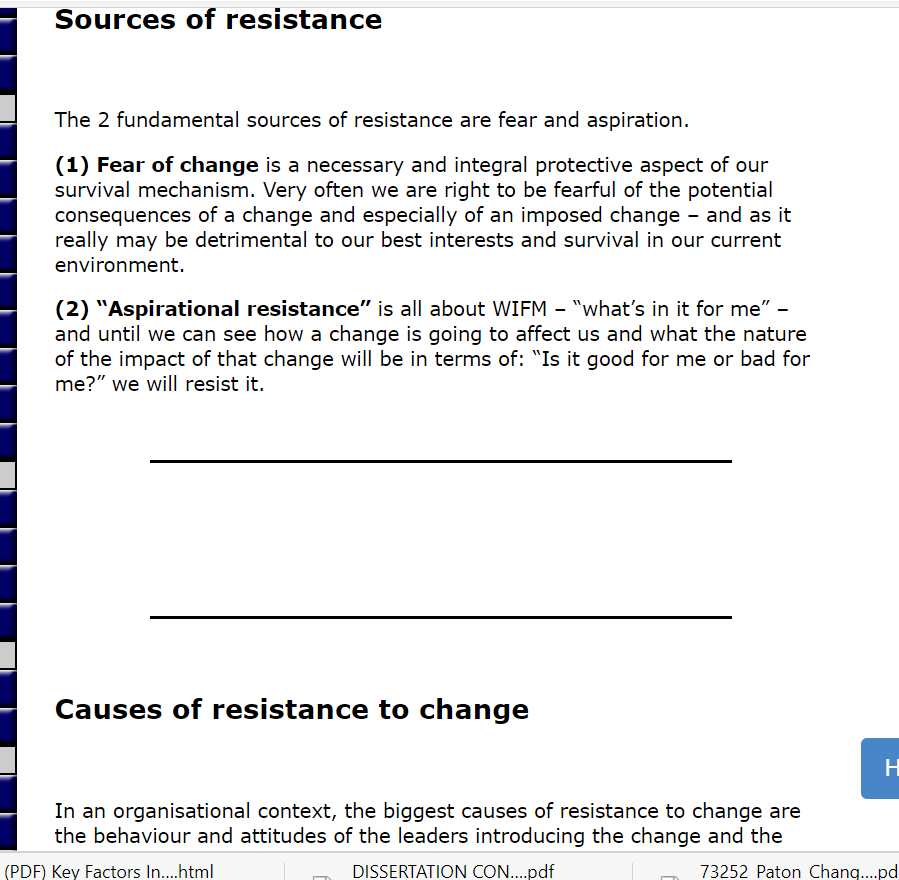 Sources of resistance
The 2 fundamental sources of resistance are fear and aspiration.
(1) Fear of change is a necessary and integral protective aspect of our
survival mechanism. Very often we are right to be fearful of the potential
consequences of a change and especially of an imposed change – and as it
really may be detrimental to our best interests and survival in our current
environment.
(2) “Aspirational resistance” is all about WIFM – “what’s in it for me” –
and until we can see how a change is going to affect us and what the nature
of the impact of that change will be in terms of: “Is it good for me or bad for
me?” we will resist it.
Causes of resistance to change
H
In an organisational context, the biggest causes of resistance to change are
the behaviour and attitudes of the leaders introducing the change and the
(PDF) Key Factors In....html DISSERTATION CON....pdf 73252_Paton_Chang....pd